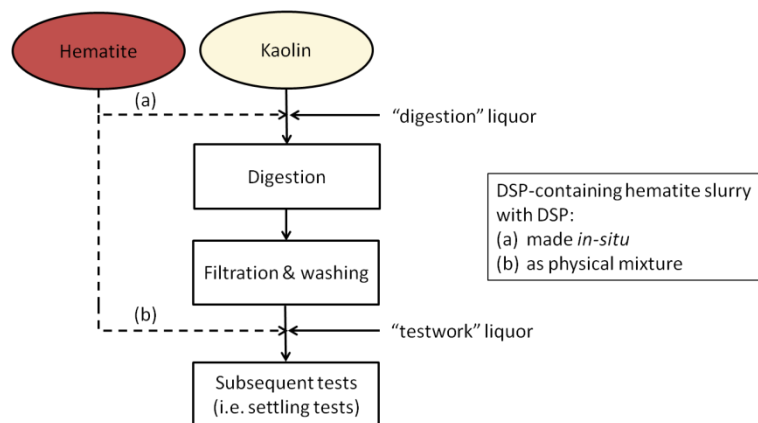 Hematite
Kaolin
(a)
“digestion” liquor
Digestion
DSP-containing hematite slurry
with DSP:
(a) made in-situ
(b) as physical mixture
Filtration & washing
(b)
“testwork” liquor
Subsequent tests
(i.e. settling tests)